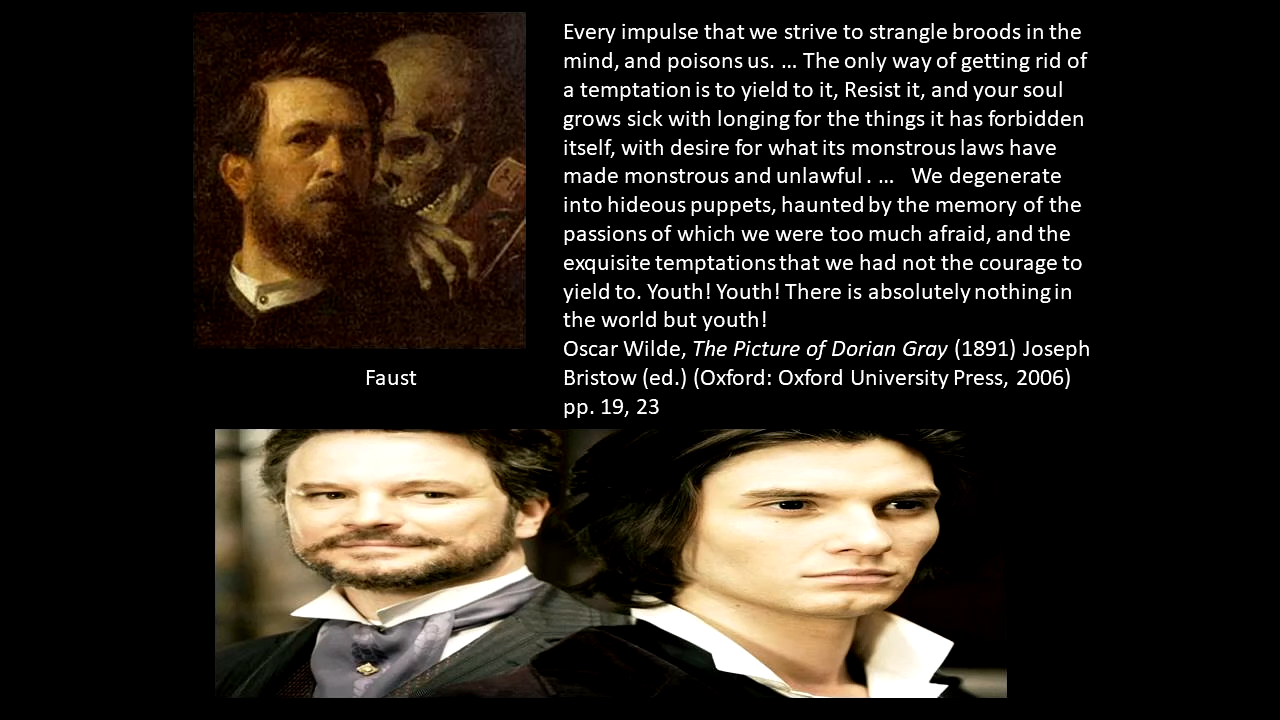 Every impulse that we strive to strangle broods in the
mind, and poisons us. … The only way of getting rid of
a temptation is to yield to it, Resist it, and your soul
grows sick with longing for the things it has forbidden
itself, with desire for what its monstrous laws have
made monstrous and unlawful . …   We degenerate
into hideous puppets, haunted by the memory of the
passions of which we were too much afraid, and the
exquisite temptations that we had not the courage to
yield to. Youth! Youth! There is absolutely nothing in
the world but youth!
Oscar Wilde, The Picture of Dorian Gray (1891) Joseph
Bristow (ed.) (Oxford: Oxford University Press, 2006)
pp. 19, 23
Faust